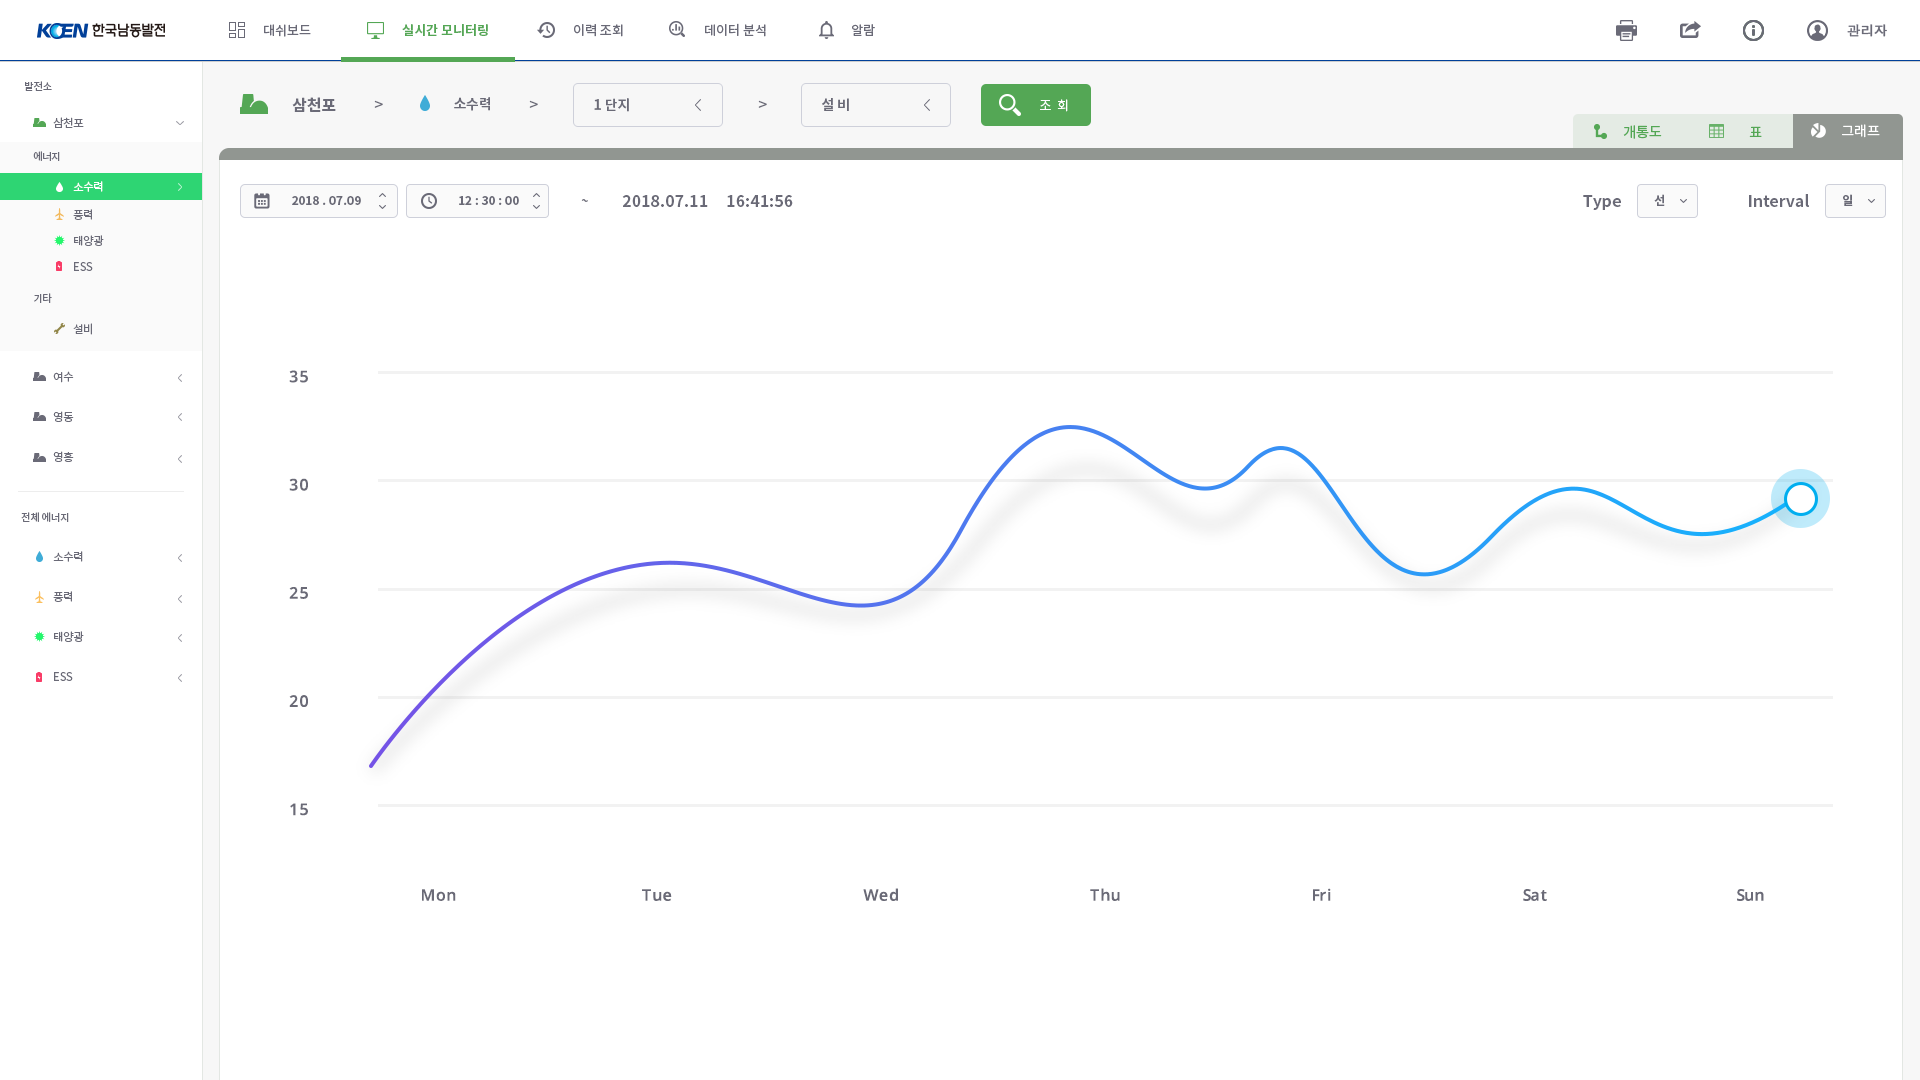 KOEN 한국남동발전
대쉬보드
실시간 모니터링
이력 조회
데이터 분석
알람
관리자
발전소
삼천포
에너지
소수력
풍력
태양광
ESS
기타
설비
여수
영동
영흥
전체 에너지
소수력
풍력
태양광
ESS
삼천포 > 소수력 > 1 단지 > 설 비 조 회
개통도 표 그래프
2018 . 07.09 12 : 30 : 00 ~ 2018.07.11 16:41:56 Type 선 Interval 일
35
30
25
20
15
Mon Tue Wed Thu Fri Sat Sun